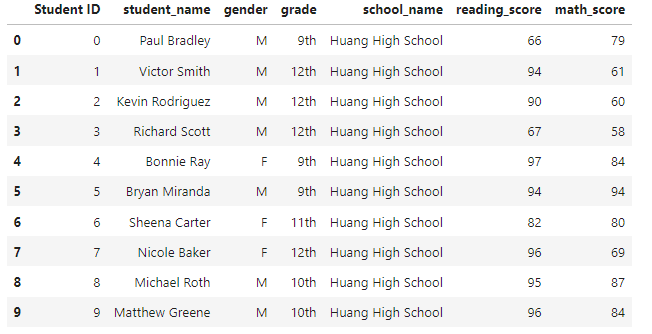 Student ID student_name gender grade school_name reading_score math_score
0 0 Paul Bradley M 9th Huang High School 66 79
1 1 Victor Smith M 12th Huang High School 94 61
2 2 Kevin Rodriguez M 12th Huang High School 90 60
3 3 Richard Scott M 12th Huang High School 67 58
4 4 Bonnie Ray F 9th Huang High School 97 84
5 5 Bryan Miranda M 9th Huang High School 94 94
6 6 Sheena Carter F 11th Huang High School 82 80
7 7 Nicole Baker F 12th Huang High School 96 69
8 8 Michael Roth M 10th Huang High School 95 87
9 9 Matthew Greene M 10th Huang High School 96 84